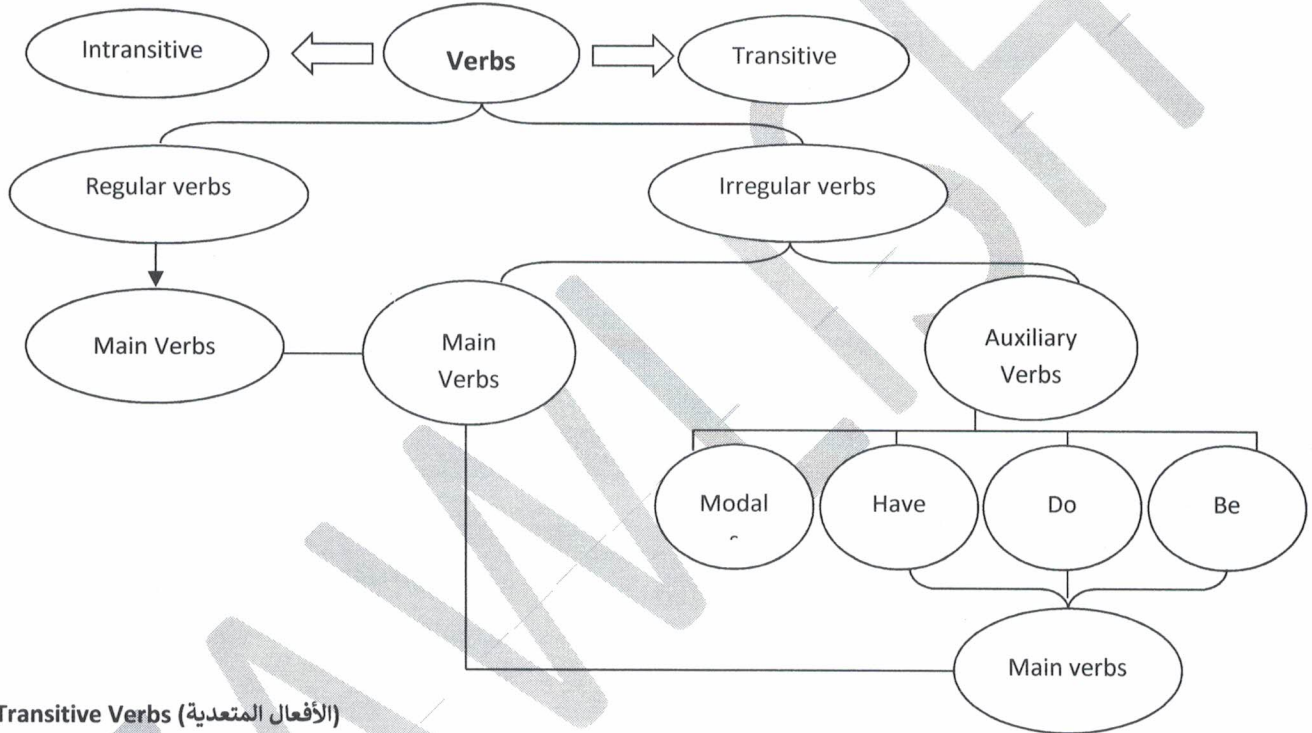 Intransitive
Verbs
Transitive
Regular verbs
Irregular verbs
Main Verbs
Main
Verbs
Auxiliary
Verbs
Modal
Have
Do
Be
Main verbs
Transitive Verbs (الأفعال المتعدية)